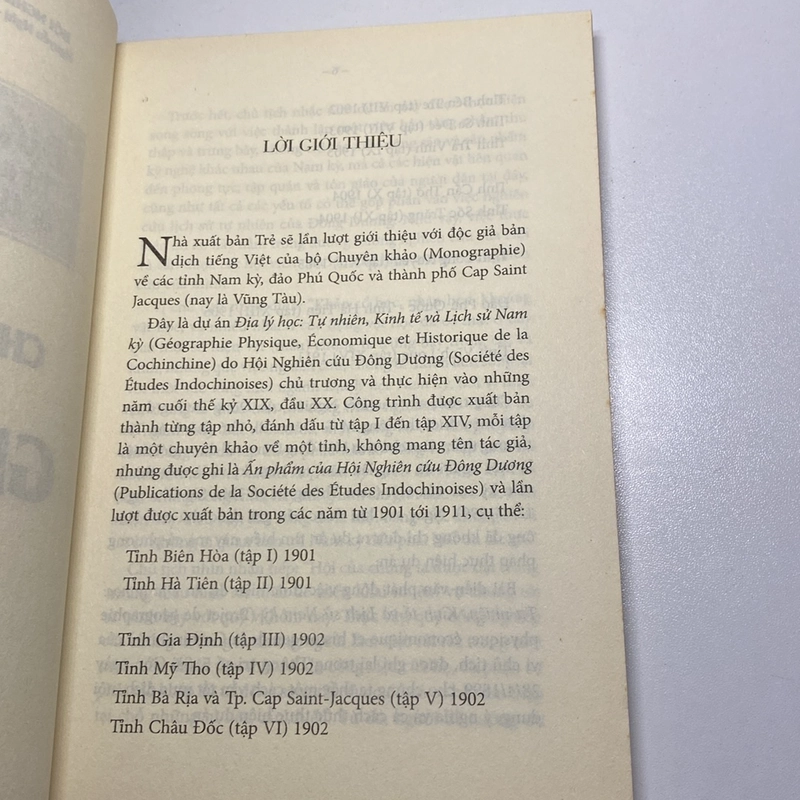 LỜI GIỚI THIỆU
Nhà xuất bản Trẻ sẽ lần lượt giới thiệu với độc giả bản
dịch tiếng Việt của bộ Chuyên khảo (Monographie)
về các tỉnh Nam kỳ, đảo Phú Quốc và thành phố Cap Saint
Jacques (nay là Vũng Tàu).
Đây là dự án Địa lý học: Tự nhiên, Kinh tế và Lịch sử Nam
kỳ (Géographie Physique, Économique et Historique de la
Cochinchine) do Hội Nghiên cứu Đông Dương (Société des
Études Indochinoises) chủ trương và thực hiện vào những
năm cuối thế kỷ XIX, đầu XX. Công trình được xuất bản
thành từng tập nhỏ, đánh dấu từ tập I đến tập XIV, mỗi tập
là một chuyên khảo về một tỉnh, không mang tên tác giả,
nhưng được ghi là Ấn phẩm của Hội Nghiên cứu Đông Dương
(Publications de la Société des Études Indochinoises) và lần
lượt được xuất bản trong các năm từ 1901 tới 1911, cụ thể:
Tỉnh Biên Hòa (tập I) 1901
Tỉnh Hà Tiên (tập II) 1901
Tỉnh Gia Định (tập III) 1902
Tỉnh Mỹ Tho (tập IV) 1902
Tỉnh Bà Rịa và Tp. Cap Saint-Jacques (tập V) 1902
Tỉnh Châu Đốc (tập VI) 1902